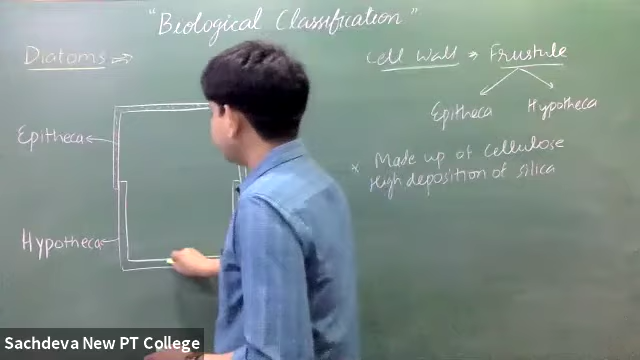 "Biological Classification"
Diatoms ⇒
Cell Wall → Frustule
Epitheca Hypotheca
Epitheca
* Made up of cellulose
High deposition of silica
Hypotheca
Sachdeva New PT College